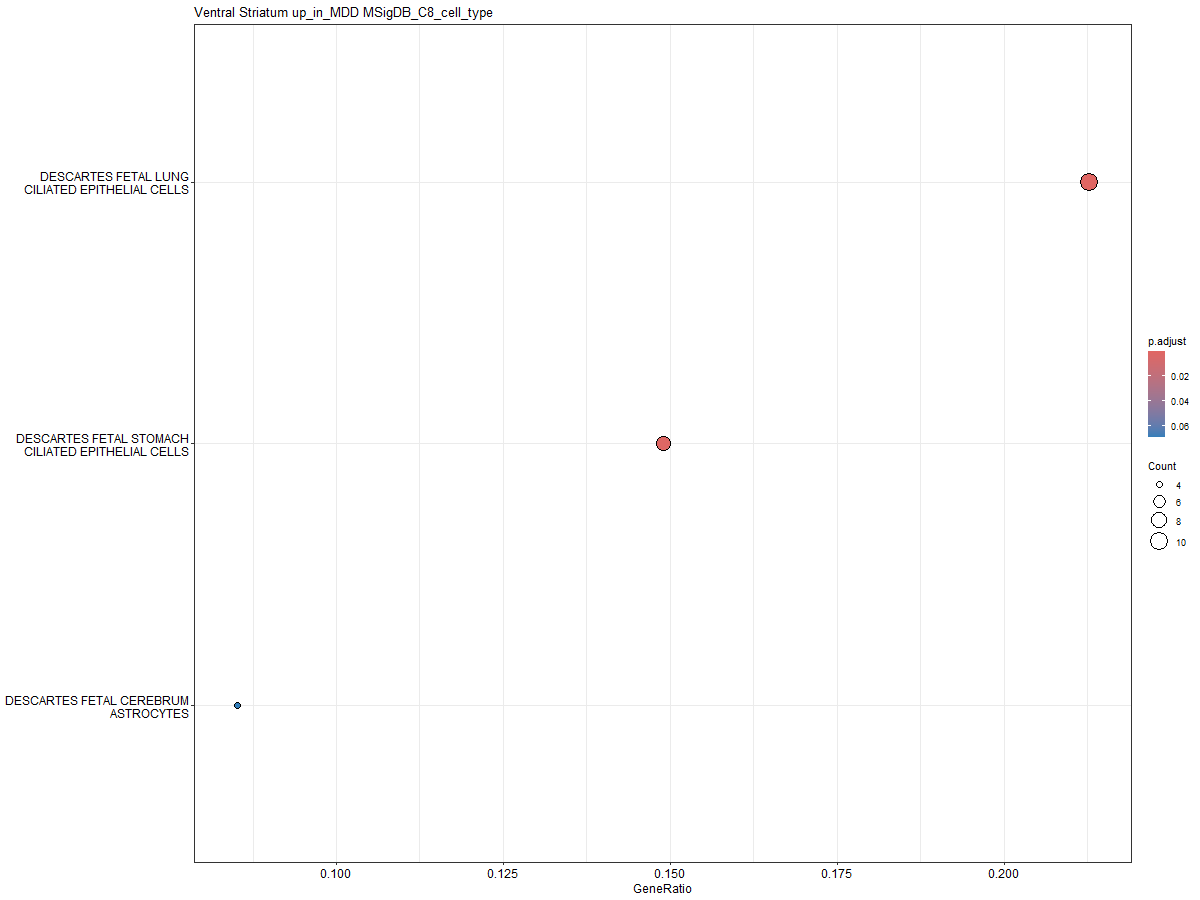 Ventral Striatum up_in_MDD MSigDB_C8_cell_type
DESCARTES FETAL LUNG
CILIATED EPITHELIAL CELLS
DESCARTES FETAL STOMACH
CILIATED EPITHELIAL CELLS
DESCARTES FETAL CEREBRUM
ASTROCYTES
0.100
0.125
0.150
0.175
0.200
GeneRatio
p.adjust
0.02
0.04
0.06
Count
4
6
8
10